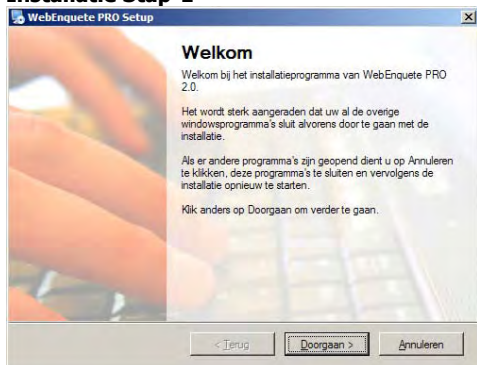 Installatie Stap 1
WebEnquete PRO Setup
Welkom
Welkom bij het installatieprogramma van WebEnquete PRO
2.0.
Het wordt sterk aangeraden dat uw al de overige
windowsprogramma's sluit alvorens door te gaan met de
installatie.
Als er andere programma's zijn geopend dient u op Annuleren
te klikken, deze programma's te sluiten en vervolgens de
installatie opnieuw te starten.
Klik anders op Doorgaan om verder te gaan.
< Terug
Doorgaan >
Annuleren